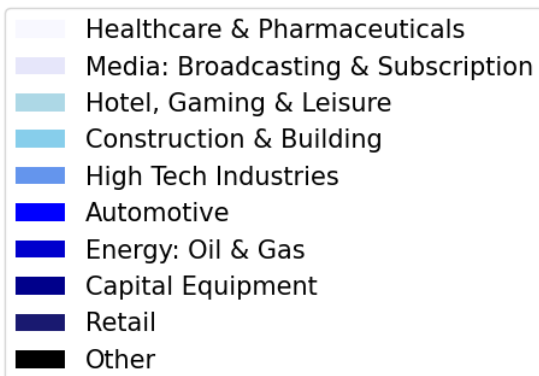 Healthcare & Pharmaceuticals
Media: Broadcasting & Subscription
Hotel, Gaming & Leisure
Construction & Building
High Tech Industries
Automotive
Energy: Oil & Gas
Capital Equipment
Retail
Other